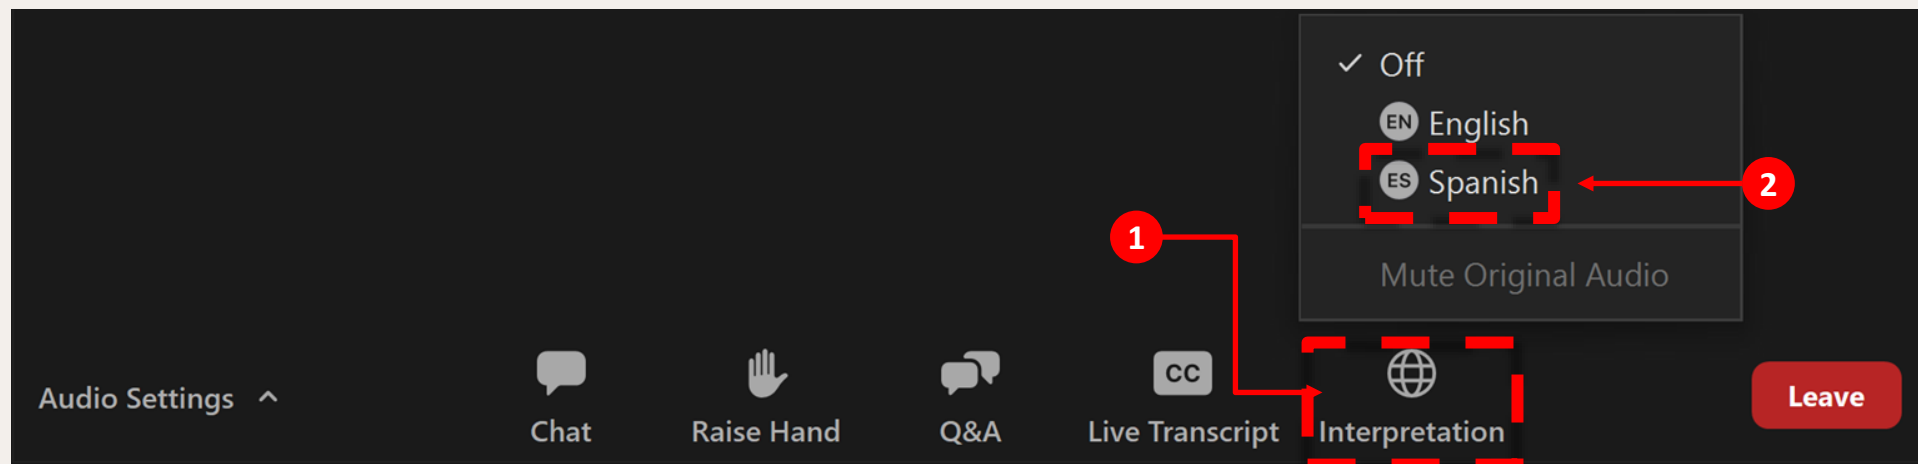 Off
EN English
ES Spanish
2
1
Mute Original Audio
CC
Audio Settings
Chat
Raise Hand
Q&A
Live Transcript
Interpretation
Leave